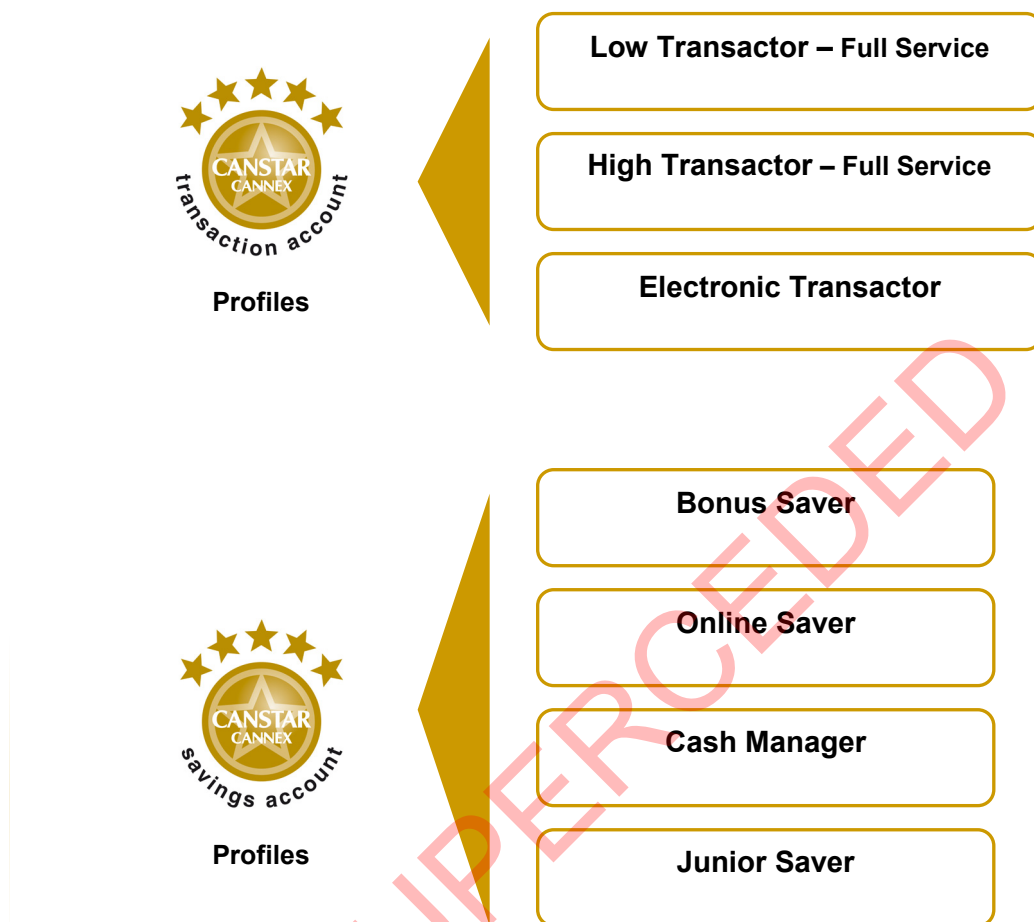 Low Transactor – Full Service
CANSTAR
CANNEX
transaction account
Profiles
High Transactor – Full Service
Electronic Transactor
Bonus Saver
Online Saver
CANSTAR
CANNEX
savings account
Profiles
Cash Manager
Junior Saver
IPERCEDED